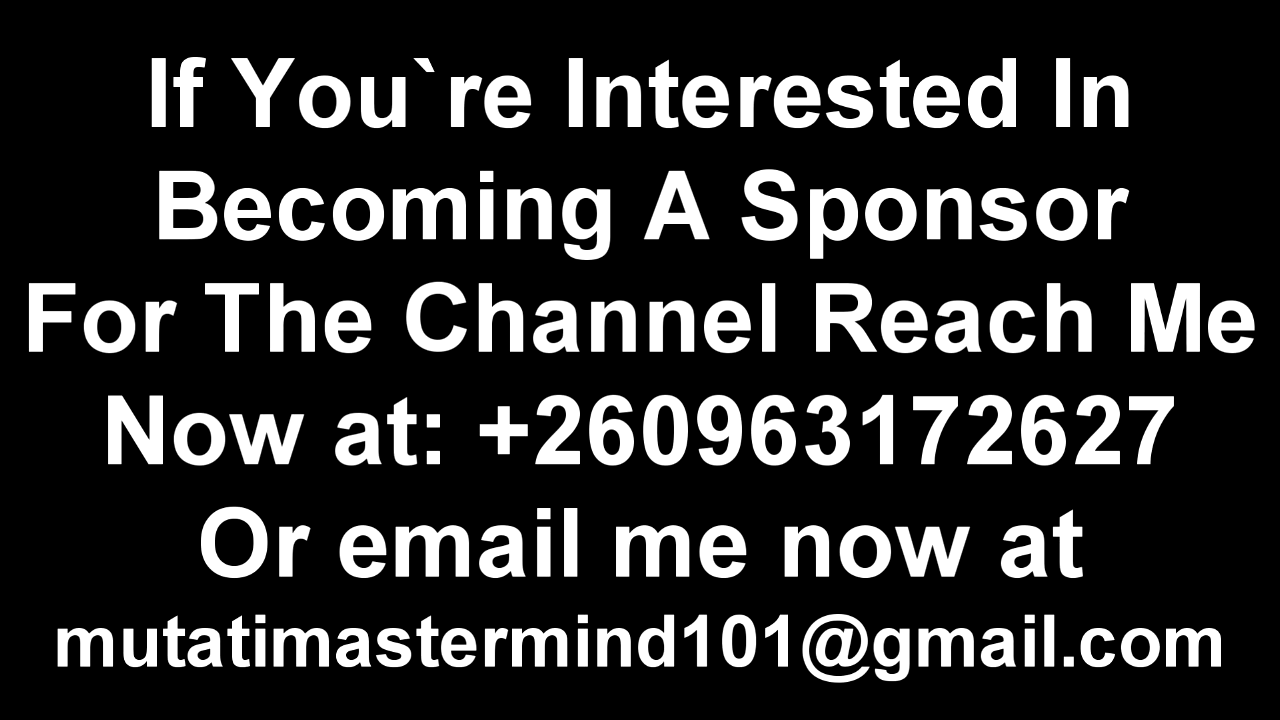 If You`re Interested In
Becoming A Sponsor
For The Channel Reach Me
Now at: +260963172627
Or email me now at
mutatimastermind101@gmail.com